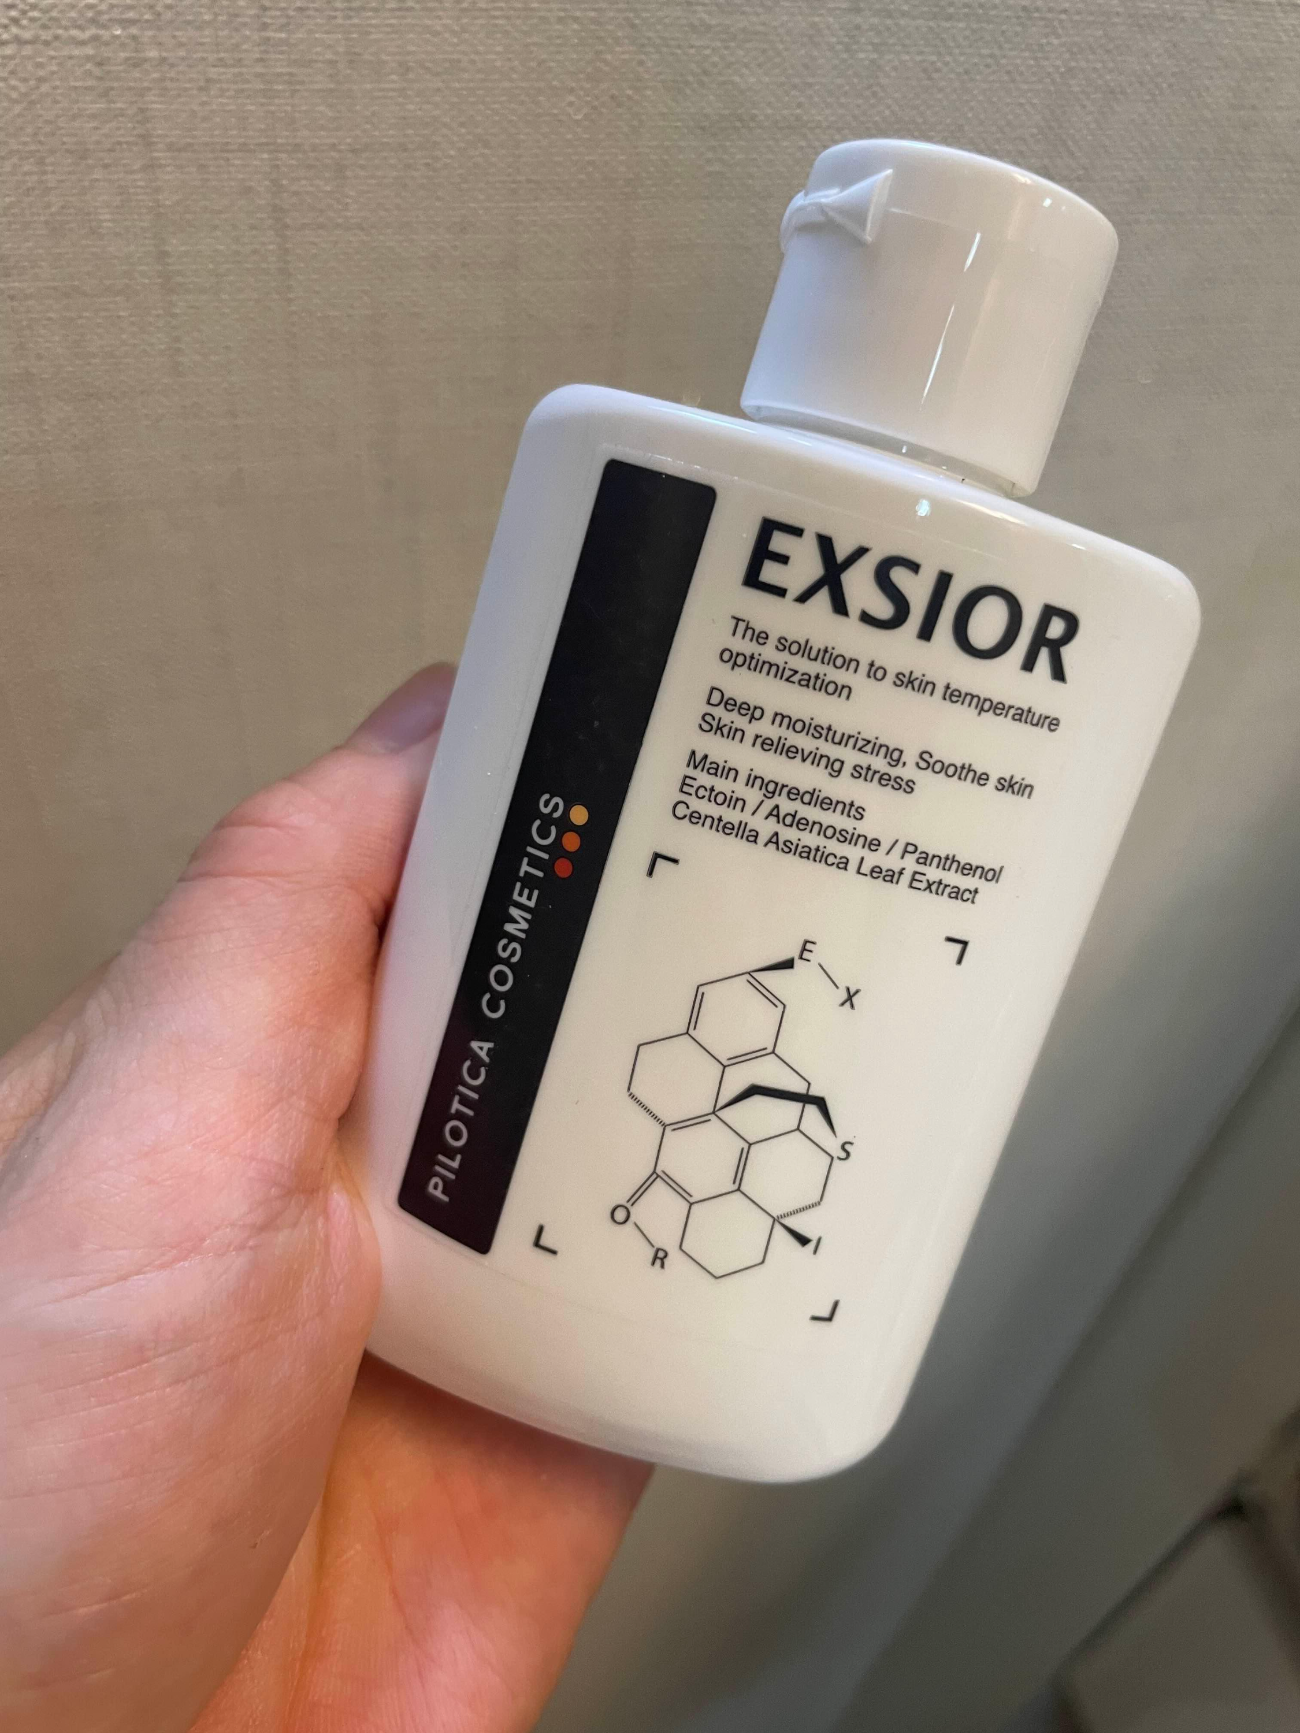 EXSIOR
The solution to skin temperature
optimization
Deep moisturizing, Soothe skin
Skin relieving stress
Main ingredients
Ectoin / Adenosine / Panthenol
Centella Asiatica Leaf Extract
PILOTICA COSMETICS
E
X
S
I
O
R